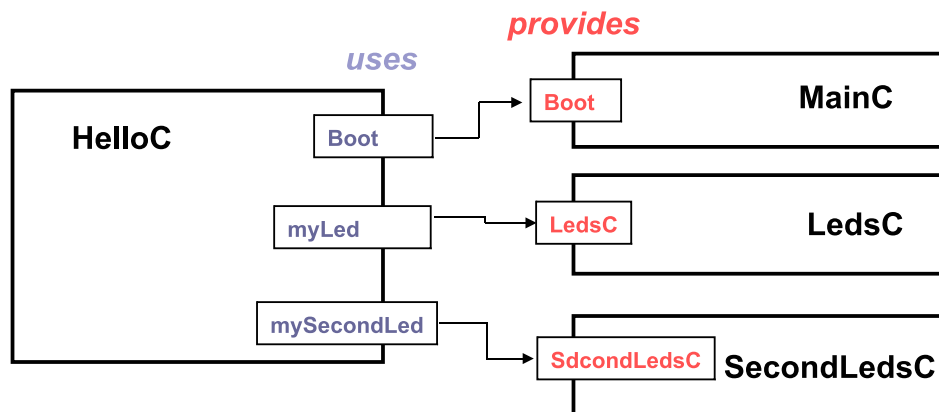 provides
uses
Boot
MainC
HelloC
Boot
myLed
LedsC
LedsC
mySecondLed
SdcondLedsC
SecondLedsC